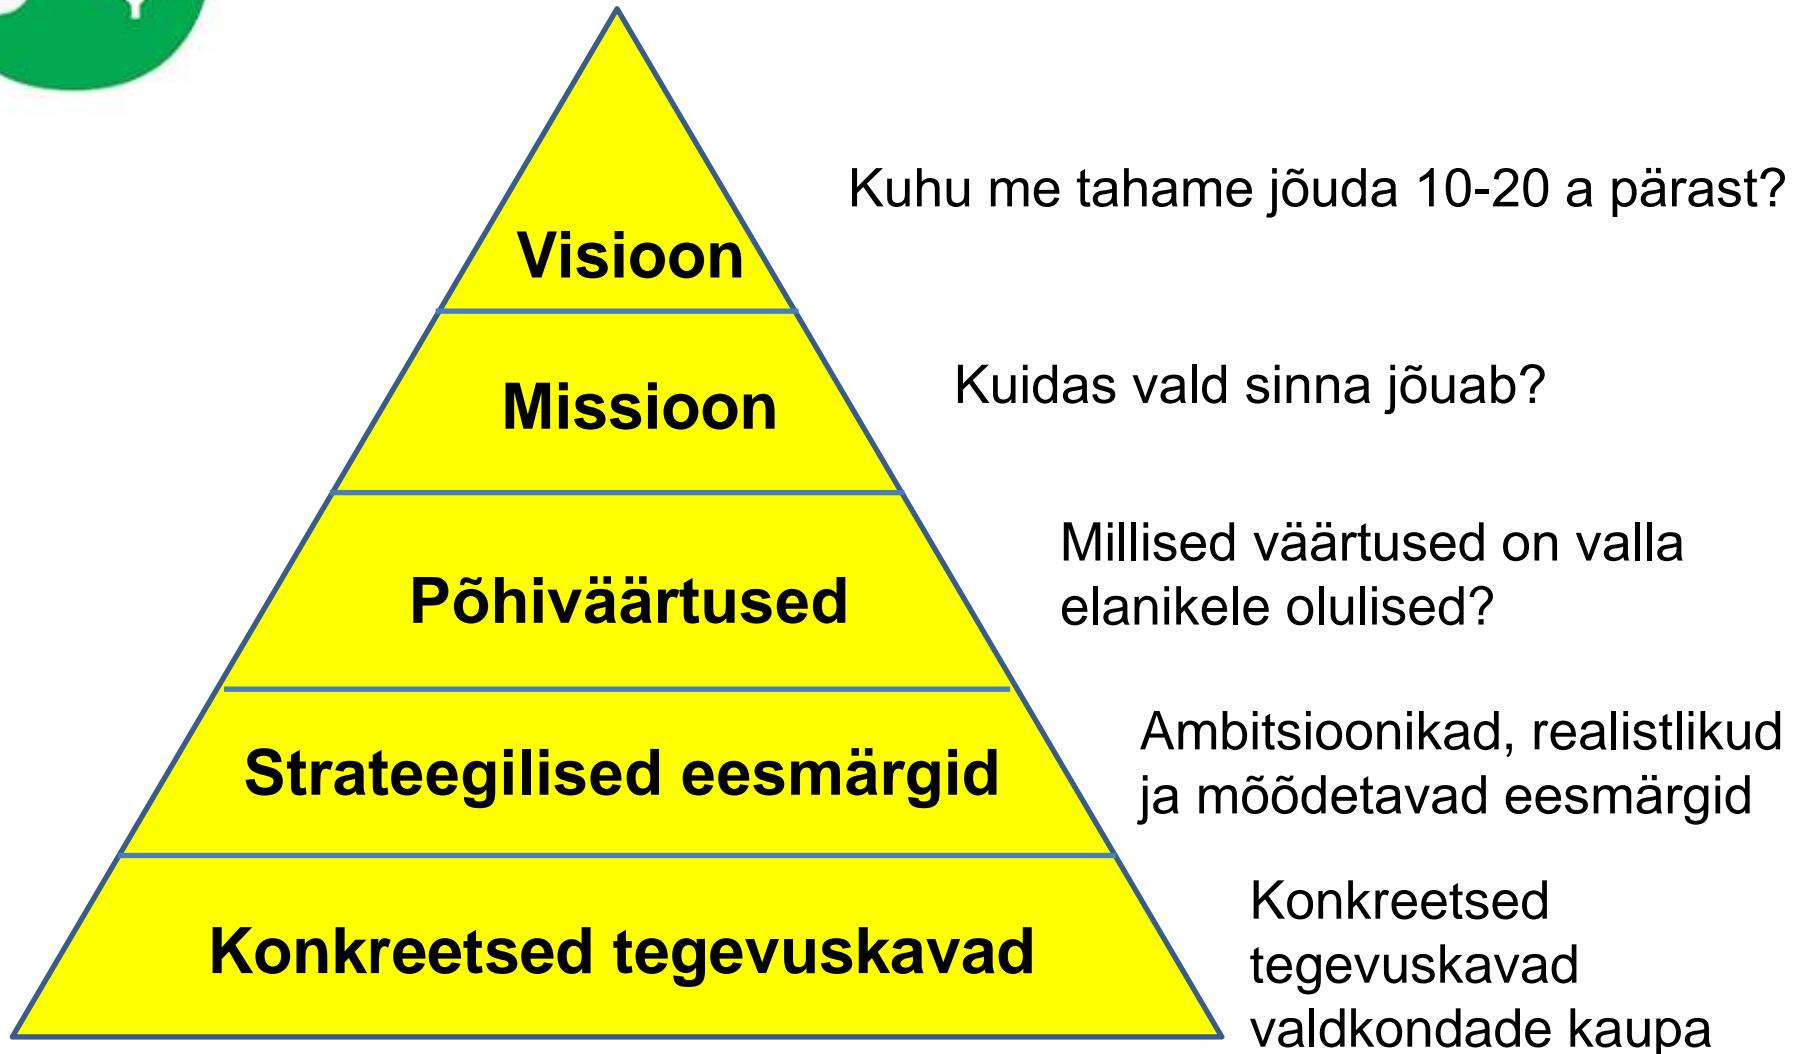 Kuhu me tahame jõuda 10-20 a pärast?
Visioon
Kuidas vald sinna jõuab?
Missioon
Millised väärtused on valla
elanikele olulised?
Põhiväärtused
Ambitsioonikad, realistlikud
ja mõõdetavad eesmärgid
Strateegilised eesmärgid
Konkreetsed
tegevuskavad
valdkondade kaupa
Konkreetsed tegevuskavad